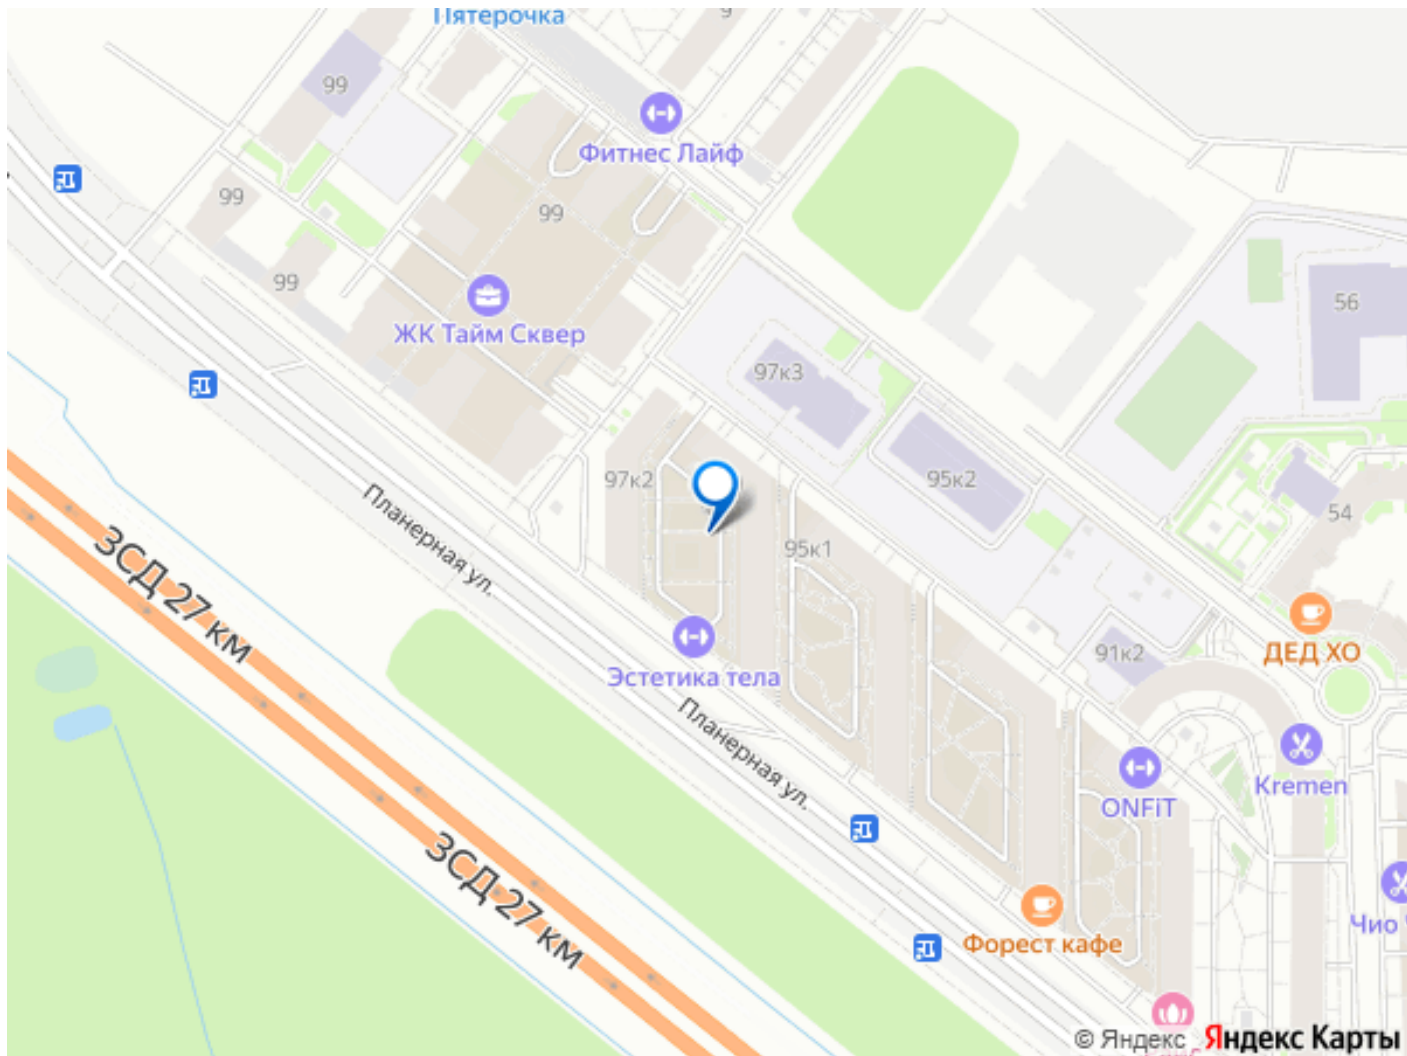 Пятерочка
9
99
Фитнес Лайф
99
99
99
ЖК Тайм Сквер
56
97к3
97к2
95к2
54
Планерная ул.
ЗСД 27 км
95к1
ДЕД ХО
91к2
Эстетика тела
Планерная ул.
Kremen
ONFiT
ЗСД 27 км
Чио
Форест кафе
© Яндекс Яндекс Карты